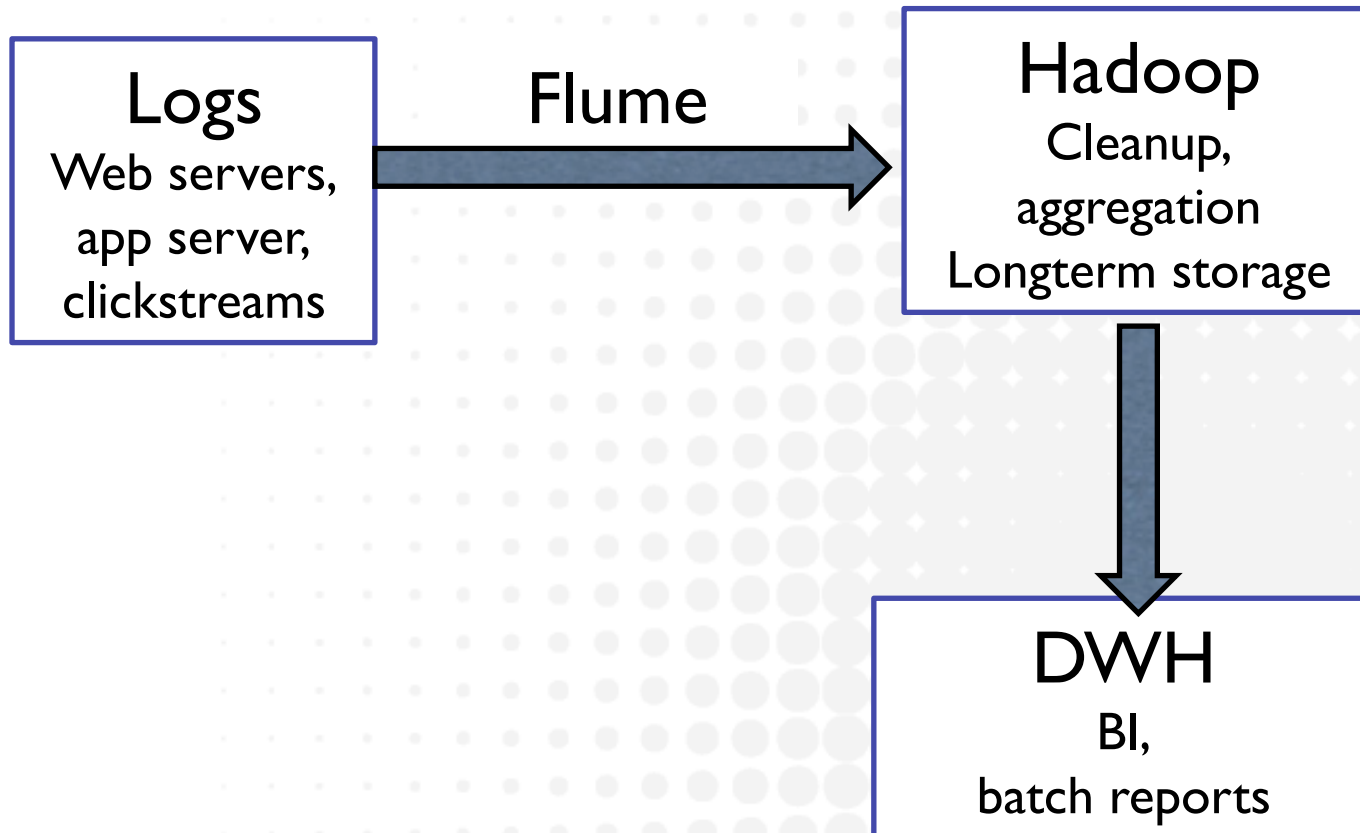 Logs
Web servers,
app server,
clickstreams
Flume
Hadoop
Cleanup,
aggregation
Longterm storage
DWH
BI,
batch reports